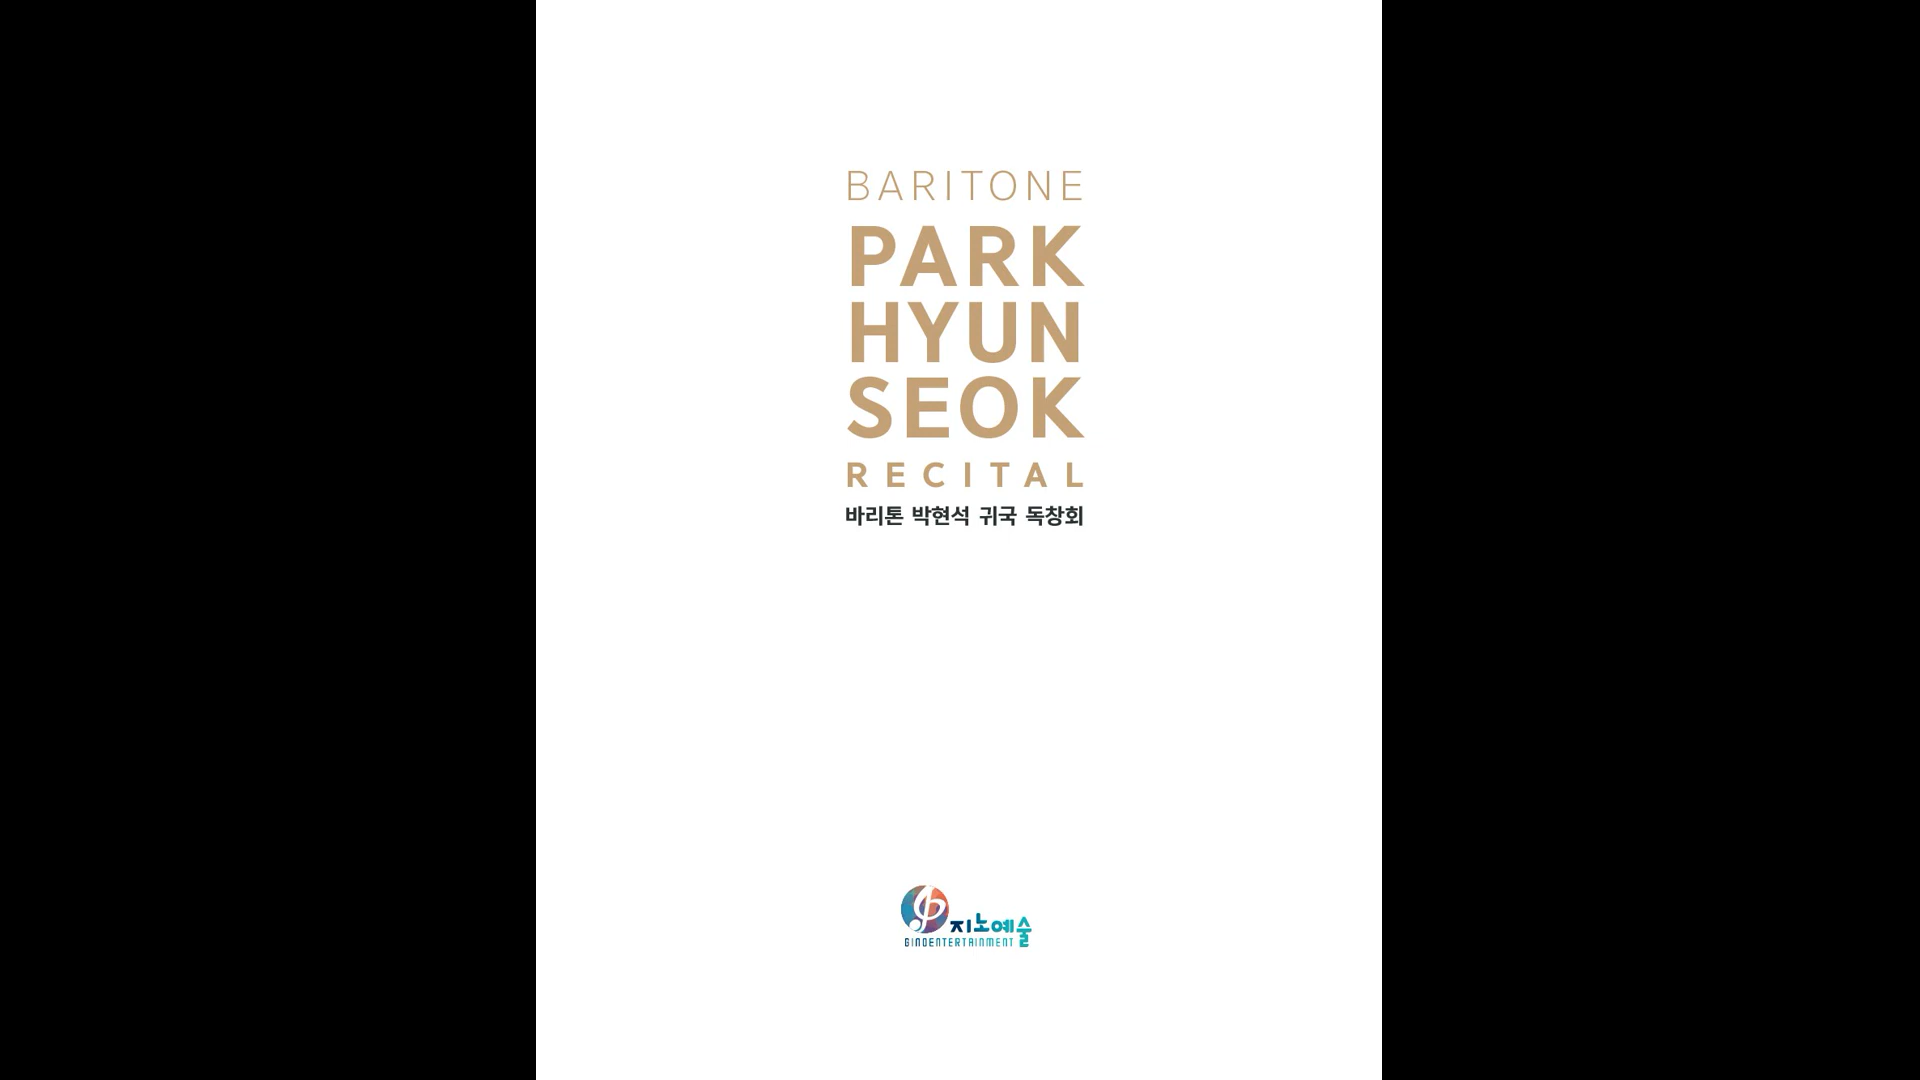 BARITONE
PARK
HYUN
SEOK
RECITAL
바리톤 박현석 귀국 독창회
지노예술
GINOENTERTAINMENT